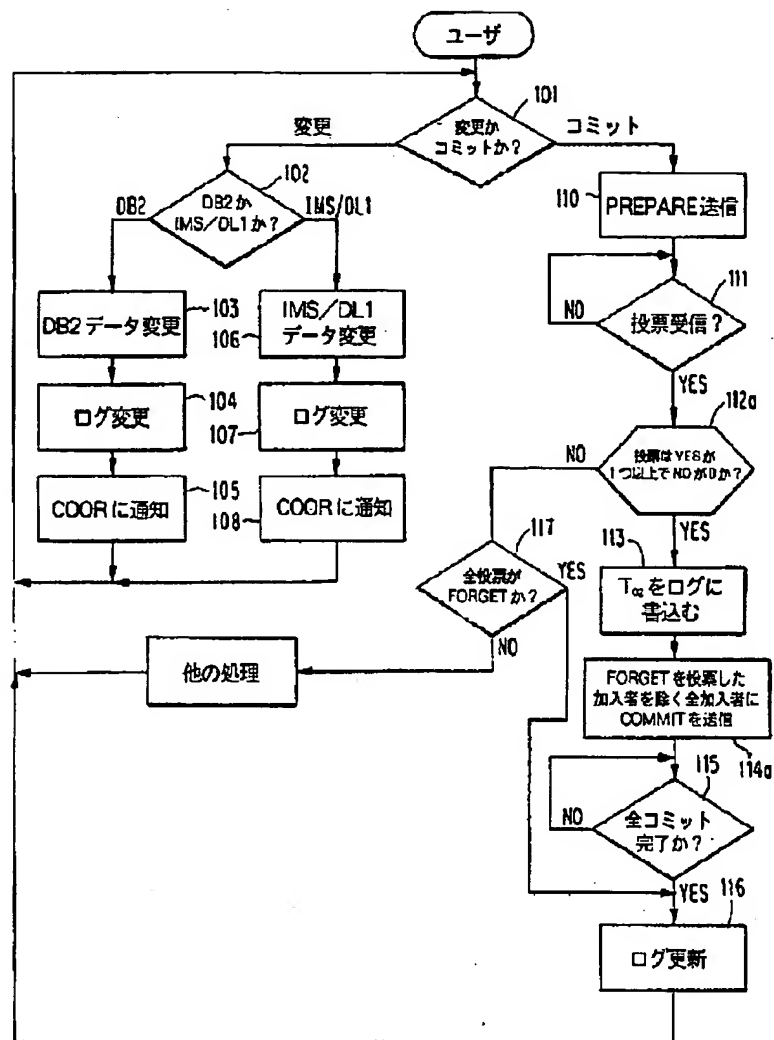 ユーザ
101
変更か
コミットか?
変更
コミット
102
DB2か
IMS/DL1か?
DB2
IMS/DL1
110
PREPARE送信
111
投票受信?
NO
YES
103
DB2データ変更
106
IMS/DL1
データ変更
104
ログ変更
107
ログ変更
105
COORに通知
108
COORに通知
112a
投票はYESが
1つ以上でNOが0か?
NO
YES
117
全投票が
FORGETか?
YES
NO
他の処理
113
をログに
書込む
FORGETを投票した
加入者を除く全加入者に
COMMITを送信
114a
115
全コミット
完了か?
NO
YES
116
ログ更新